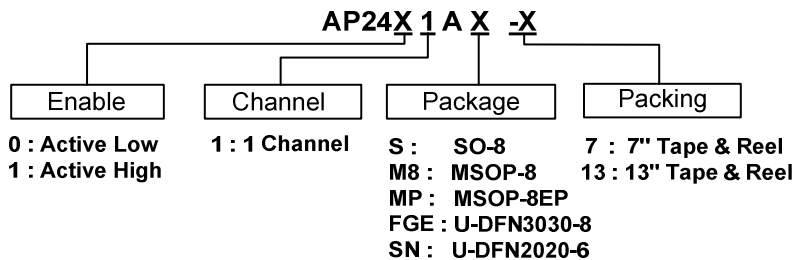 AP24X 1 A X -X
Enable
Channel
Package
Packing
0 : Active Low
1 : Active High
1 : 1 Channel
S : SO-8
M8 : MSOP-8
MP : MSOP-8EP
FGE : U-DFN3030-8
SN : U-DFN2020-6
7 : 7" Tape & Reel
13 : 13" Tape & Reel